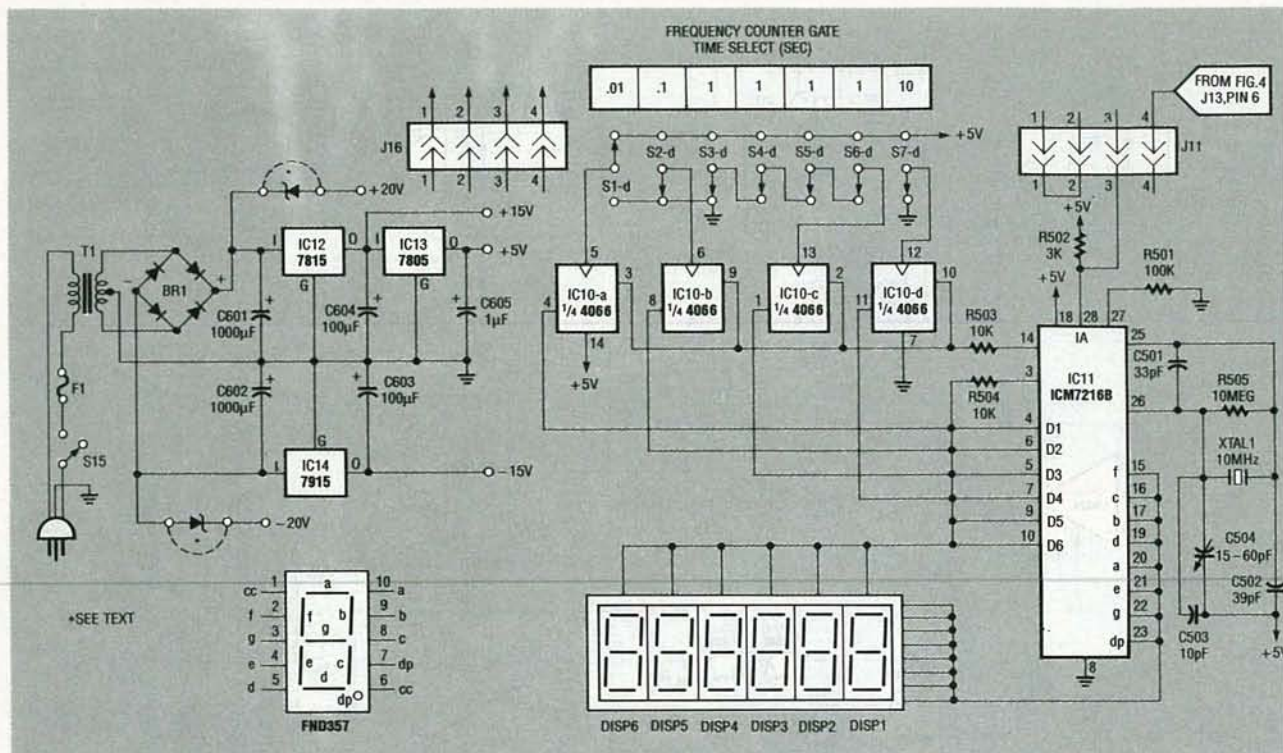 FREQUENCY COUNTER GATE
TIME SELECT (SEC)
.01 .1 1 1 1 1 10
FROM FIG.4
J13,PIN 6
1 2 3 4
J16
1 2 3 4
+5V
S1-d S2-d S3-d S4-d S5-d S6-d S7-d
1 2 3 4
J11
1 2 3 4
+20V
+15V
+5V
-15V
-20V
T1
BR1
F1
S15
I IC12 7815 O
G
I IC13 7805 O
G
C601
1000µF
C604
100µF
C605
1µF
C602
1000µF
C603
100µF
G
I IC14 7915 O
5
4 IC10-a 3
1/4 4066
14
+5V
6
8 IC10-b 9
1/4 4066
13
1 IC10-c 2
1/4 4066
12
11 IC10-d 10
1/4 4066
7
R503
10K
R504
10K
+5V
R502
3K
+5V
R501
100K
18 28 27
IA
IC11
ICM7216B
14
3
4 D1
6 D2
5 D3
7 D4
9 D5
10 D6
25
26
f 15
c 16
b 17
d 19
a 20
e 21
g 22
dp 23
8
C501
33pF
R505
10MEG
XTAL1
10MHz
C504
15-60pF
C502
39pF
C503
10pF
+5V
*SEE TEXT
cc 1
f 2
g 3
e 4
d 5
a
f b
g
e c
d
dp
10 a
9 b
8 c
7 dp
6 cc
FND357
DISP6 DISP5 DISP4 DISP3 DISP2 DISP1